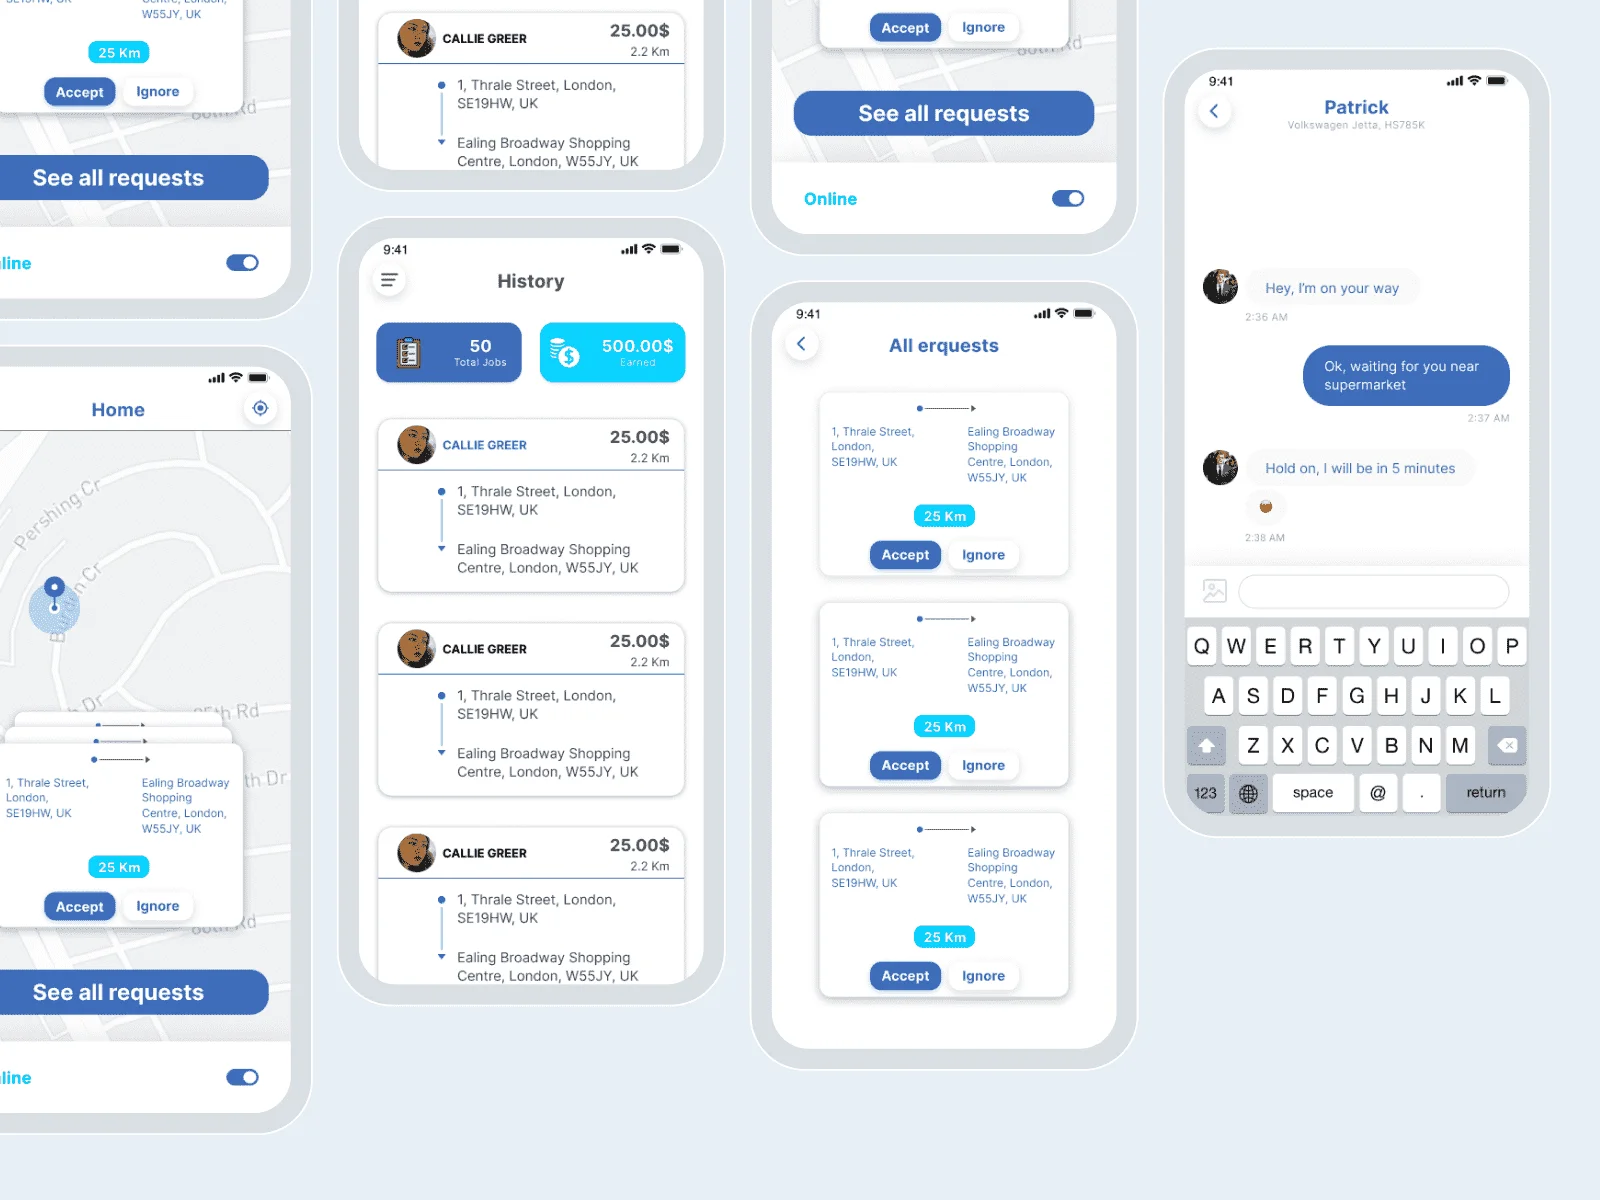 W55JY, UK
25 Km
Accept
Ignore
See all requests
line
Home
Pershing Cr
1, Thrale Street,
London,
SE19HW, UK
Ealing Broadway
Shopping
Centre, London,
W55JY, UK
25 Km
Accept
Ignore
See all requests
line
CALLIE GREER
25.00$
2.2 Km
1, Thrale Street, London,
SE19HW, UK
Ealing Broadway Shopping
Centre, London, W55JY, UK
9:41
History
50
Total Jobs
500.00$
Earned
CALLIE GREER
25.00$
2.2 Km
1, Thrale Street, London,
SE19HW, UK
Ealing Broadway Shopping
Centre, London, W55JY, UK
CALLIE GREER
25.00$
2.2 Km
1, Thrale Street, London,
SE19HW, UK
Ealing Broadway Shopping
Centre, London, W55JY, UK
CALLIE GREER
25.00$
2.2 Km
1, Thrale Street, London,
SE19HW, UK
Ealing Broadway Shopping
Centre, London, W55JY, UK
Accept
Ignore
See all requests
Online
9:41
All erquests
1, Thrale Street,
London,
SE19HW, UK
Ealing Broadway
Shopping
Centre, London,
W55JY, UK
25 Km
Accept
Ignore
1, Thrale Street,
London,
SE19HW, UK
Ealing Broadway
Shopping
Centre, London,
W55JY, UK
25 Km
Accept
Ignore
1, Thrale Street,
London,
SE19HW, UK
Ealing Broadway
Shopping
Centre, London,
W55JY, UK
25 Km
Accept
Ignore
9:41
Patrick
Volkswagen Jetta, HS785K
Hey, I'm on your way
2:36 AM
Ok, waiting for you near
supermarket
2:37 AM
Hold on, I will be in 5 minutes
2:38 AM
Q W E R T Y U I O P
A S D F G H J K L
Z X C V B N M
123 space @ . return